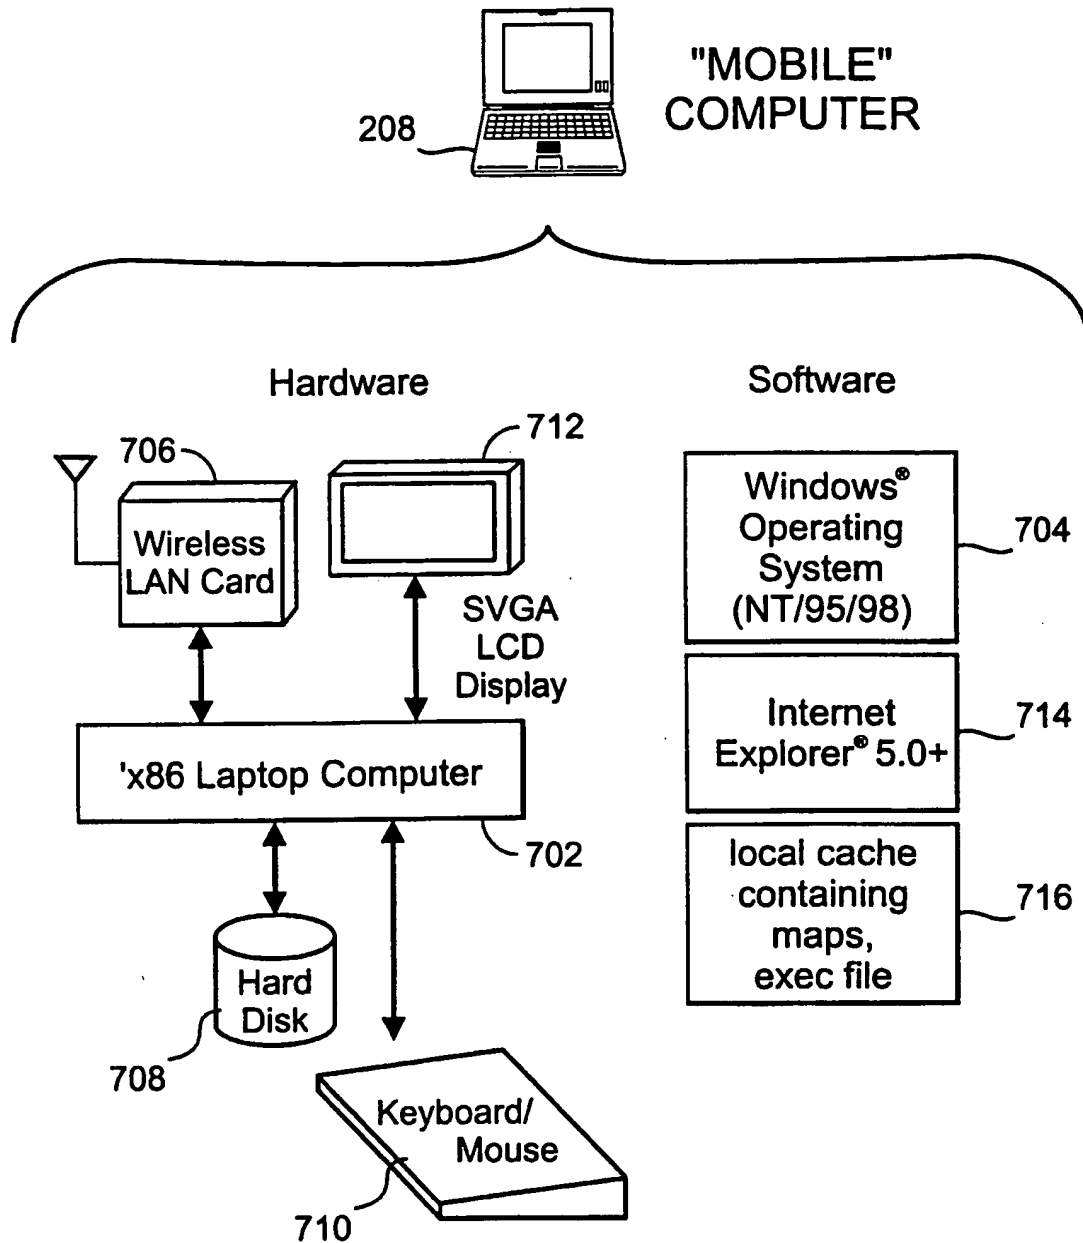 "MOBILE"
COMPUTER
208
Hardware
Software
706
712
Wireless
LAN Card
SVGA
LCD
Display
'x86 Laptop Computer
702
Hard
Disk
708
Keyboard/
Mouse
710
Windows®
Operating
System
(NT/95/98)
704
Internet
Explorer® 5.0+
714
local cache
containing
maps,
exec file
716